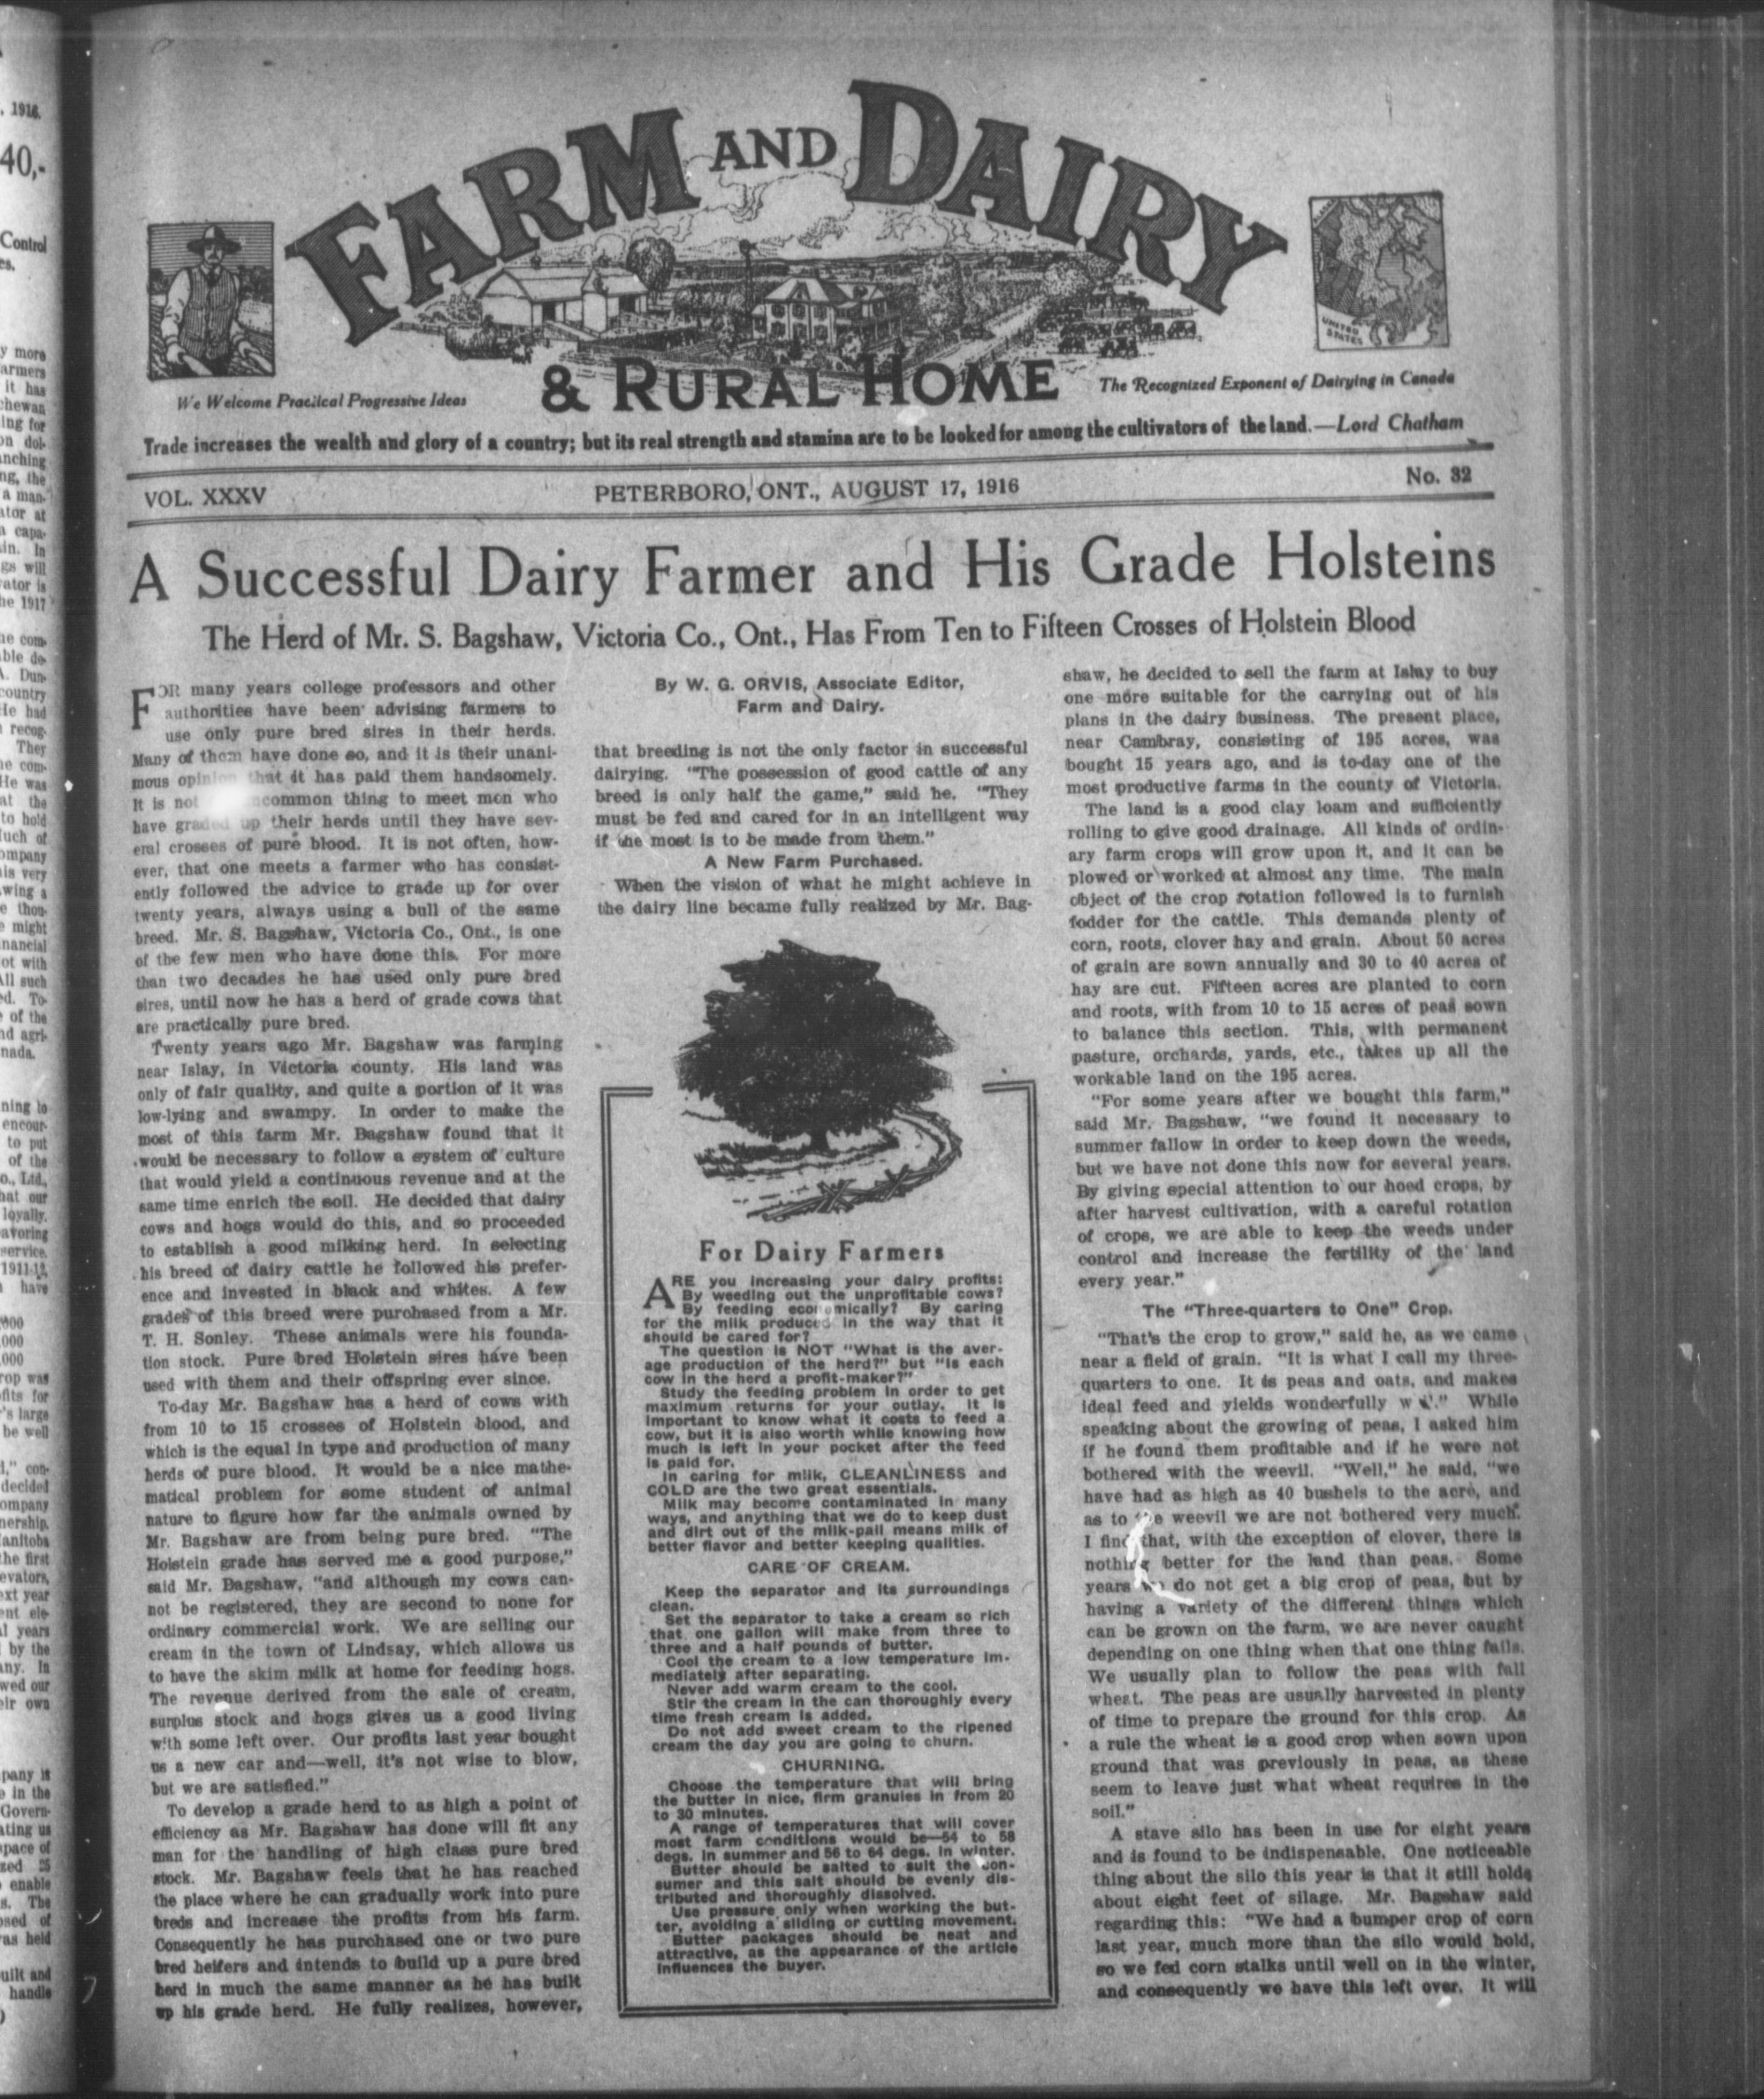 FARM AND DAIRY
& RURAL HOME
We Welcome Practical Progressive Ideas
The Recognized Exponent of Dairying in Canada
Trade increases the wealth and glory of a country; but its real strength and stamina are to be looked for among the cultivators of the land.—Lord Chatham
UNITED
STATES
VOL. XXXV
PETERBORO, ONT., AUGUST 17, 1916
No. 32
A Successful Dairy Farmer and His Grade Holsteins
The Herd of Mr. S. Bagshaw, Victoria Co., Ont., Has From Ten to Fifteen Crosses of Holstein Blood
FOR many years college professors and other
authorities have been advising farmers to
use only pure bred sires in their herds.
Many of them have done so, and it is their unani-
mous opinion that it has paid them handsomely.
It is not common thing to meet men who
have graded up their herds until they have sev-
eral crosses of pure blood. It is not often, how-
ever, that one meets a farmer who has consist-
ently followed the advice to grade up for over
twenty years, always using a bull of the same
breed. Mr. S. Bagshaw, Victoria Co., Ont., is one
of the few men who have done this. For more
than two decades he has used only pure bred
sires, until now he has a herd of grade cows that
are practically pure bred.
Twenty years ago Mr. Bagshaw was farming
near Islay, in Victoria county. His land was
only of fair quality, and quite a portion of it was
low-lying and swampy. In order to make the
most of this farm Mr. Bagshaw found that it
would be necessary to follow a system of culture
that would yield a continuous revenue and at the
same time enrich the soil. He decided that dairy
cows and hogs would do this, and so proceeded
to establish a good milking herd. In selecting
his breed of dairy cattle he followed his prefer-
ence and invested in black and whites. A few
grades of this breed were purchased from a Mr.
T. H. Sonley. These animals were his founda-
tion stock. Pure bred Holstein sires have been
used with them and their offspring ever since.
To-day Mr. Bagshaw has a herd of cows with
from 10 to 15 crosses of Holstein blood, and
which is the equal in type and production of many
herds of pure blood. It would be a nice mathe-
matical problem for some student of animal
nature to figure how far the animals owned by
Mr. Bagshaw are from being pure bred. "The
Holstein grade has served me a good purpose,"
said Mr. Bagshaw, "and although my cows can-
not be registered, they are second to none for
ordinary commercial work. We are selling our
cream in the town of Lindsay, which allows us
to have the skim milk at home for feeding hogs.
The revenue derived from the sale of cream,
surplus stock and hogs gives us a good living
with some left over. Our profits last year bought
us a new car and—well, it's not wise to blow,
but we are satisfied."
To develop a grade herd to as high a point of
efficiency as Mr. Bagshaw has done will fit any
man for the handling of high class pure bred
stock. Mr. Bagshaw feels that he has reached
the place where he can gradually work into pure
breds and increase the profits from his farm.
Consequently he has purchased one or two pure
bred heifers and intends to build up a pure bred
herd in much the same manner as he has built
up his grade herd. He fully realizes, however,
By W. G. ORVIS, Associate Editor,
Farm and Dairy.
that breeding is not the only factor in successful
dairying. "The possession of good cattle of any
breed is only half the game," said he. "They
must be fed and cared for in an intelligent way
if the most is to be made from them."
A New Farm Purchased.
When the vision of what he might achieve in
the dairy line became fully realized by Mr. Bag-
For Dairy Farmers
ARE you increasing your dairy profits:
By weeding out the unprofitable cows?
By feeding economically? By caring
for the milk produced in the way that it
should be cared for?
The question is NOT "What is the aver-
age production of the herd?" but "Is each
cow in the herd a profit-maker?"
Study the feeding problem in order to get
maximum returns for your outlay. It is
important to know what it costs to feed a
cow, but it is also worth while knowing how
much is left in your pocket after the feed
is paid for.
In caring for milk, CLEANLINESS and
COLD are the two great essentials.
Milk may become contaminated in many
ways, and anything that we do to keep dust
and dirt out of the milk-pail means milk of
better flavor and better keeping qualities.
CARE OF CREAM.
Keep the separator and its surroundings
clean.
Set the separator to take a cream so rich
that one gallon will make from three to
three and a half pounds of butter.
Cool the cream to a low temperature im-
mediately after separating.
Never add warm cream to the cool.
Stir the cream in the can thoroughly every
time fresh cream is added.
Do not add sweet cream to the ripened
cream the day you are going to churn.
CHURNING.
Choose the temperature that will bring
the butter in nice, firm granules in from 20
to 30 minutes.
A range of temperatures that will cover
most farm conditions would be—54 to 58
degs. in summer and 56 to 64 degs. in winter.
Butter should be salted to suit the con-
sumer and this salt should be evenly dis-
tributed and thoroughly dissolved.
Use pressure only when working the but-
ter, avoiding a sliding or cutting movement.
Butter packages should be neat and
attractive, as the appearance of the article
influences the buyer.
shaw, he decided to sell the farm at Islay to buy
one more suitable for the carrying out of his
plans in the dairy business. The present place,
near Cambray, consisting of 195 acres, was
bought 15 years ago, and is to-day one of the
most productive farms in the county of Victoria.
The land is a good clay loam and sufficiently
rolling to give good drainage. All kinds of ordin-
ary farm crops will grow upon it, and it can be
plowed or worked at almost any time. The main
object of the crop rotation followed is to furnish
fodder for the cattle. This demands plenty of
corn, roots, clover hay and grain. About 50 acres
of grain are sown annually and 30 to 40 acres of
hay are cut. Fifteen acres are planted to corn
and roots, with from 10 to 15 acres of peas sown
to balance this section. This, with permanent
pasture, orchards, yards, etc., takes up all the
workable land on the 195 acres.
"For some years after we bought this farm,"
said Mr. Bagshaw, "we found it necessary to
summer fallow in order to keep down the weeds,
but we have not done this now for several years.
By giving special attention to our hoed crops, by
after harvest cultivation, with a careful rotation
of crops, we are able to keep the weeds under
control and increase the fertility of the land
every year."
The "Three-quarters to One" Crop.
"That's the crop to grow," said he, as we came
near a field of grain. "It is what I call my three-
quarters to one. It is peas and oats, and makes
ideal feed and yields wonderfully well." While
speaking about the growing of peas, I asked him
if he found them profitable and if he were not
bothered with the weevil. "Well," he said, "we
have had as high as 40 bushels to the acre, and
as to the weevil we are not bothered very much.
I find that, with the exception of clover, there is
nothing better for the land than peas. Some
years we do not get a big crop of peas, but by
having a variety of the different things which
can be grown on the farm, we are never caught
depending on one thing when that one thing fails.
We usually plan to follow the peas with fall
wheat. The peas are usually harvested in plenty
of time to prepare the ground for this crop. As
a rule the wheat is a good crop when sown upon
ground that was previously in peas, as these
seem to leave just what wheat requires in the
soil."
A stave silo has been in use for eight years
and is found to be indispensable. One noticeable
thing about the silo this year is that it still holds
about eight feet of silage. Mr. Bagshaw said
regarding this: "We had a bumper crop of corn
last year, much more than the silo would hold,
so we fed corn stalks until well on in the winter,
and consequently we have this left over. It will